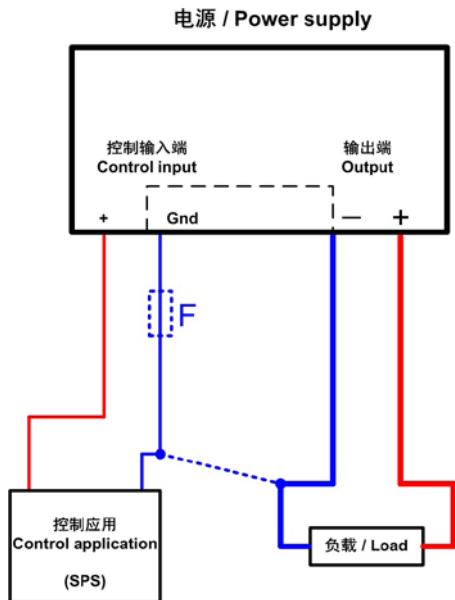 电源 / Power supply
控制输入端
Control input
输出端
Output
+
Gnd
—
+
F
控制应用
Control application
(SPS)
负载 / Load